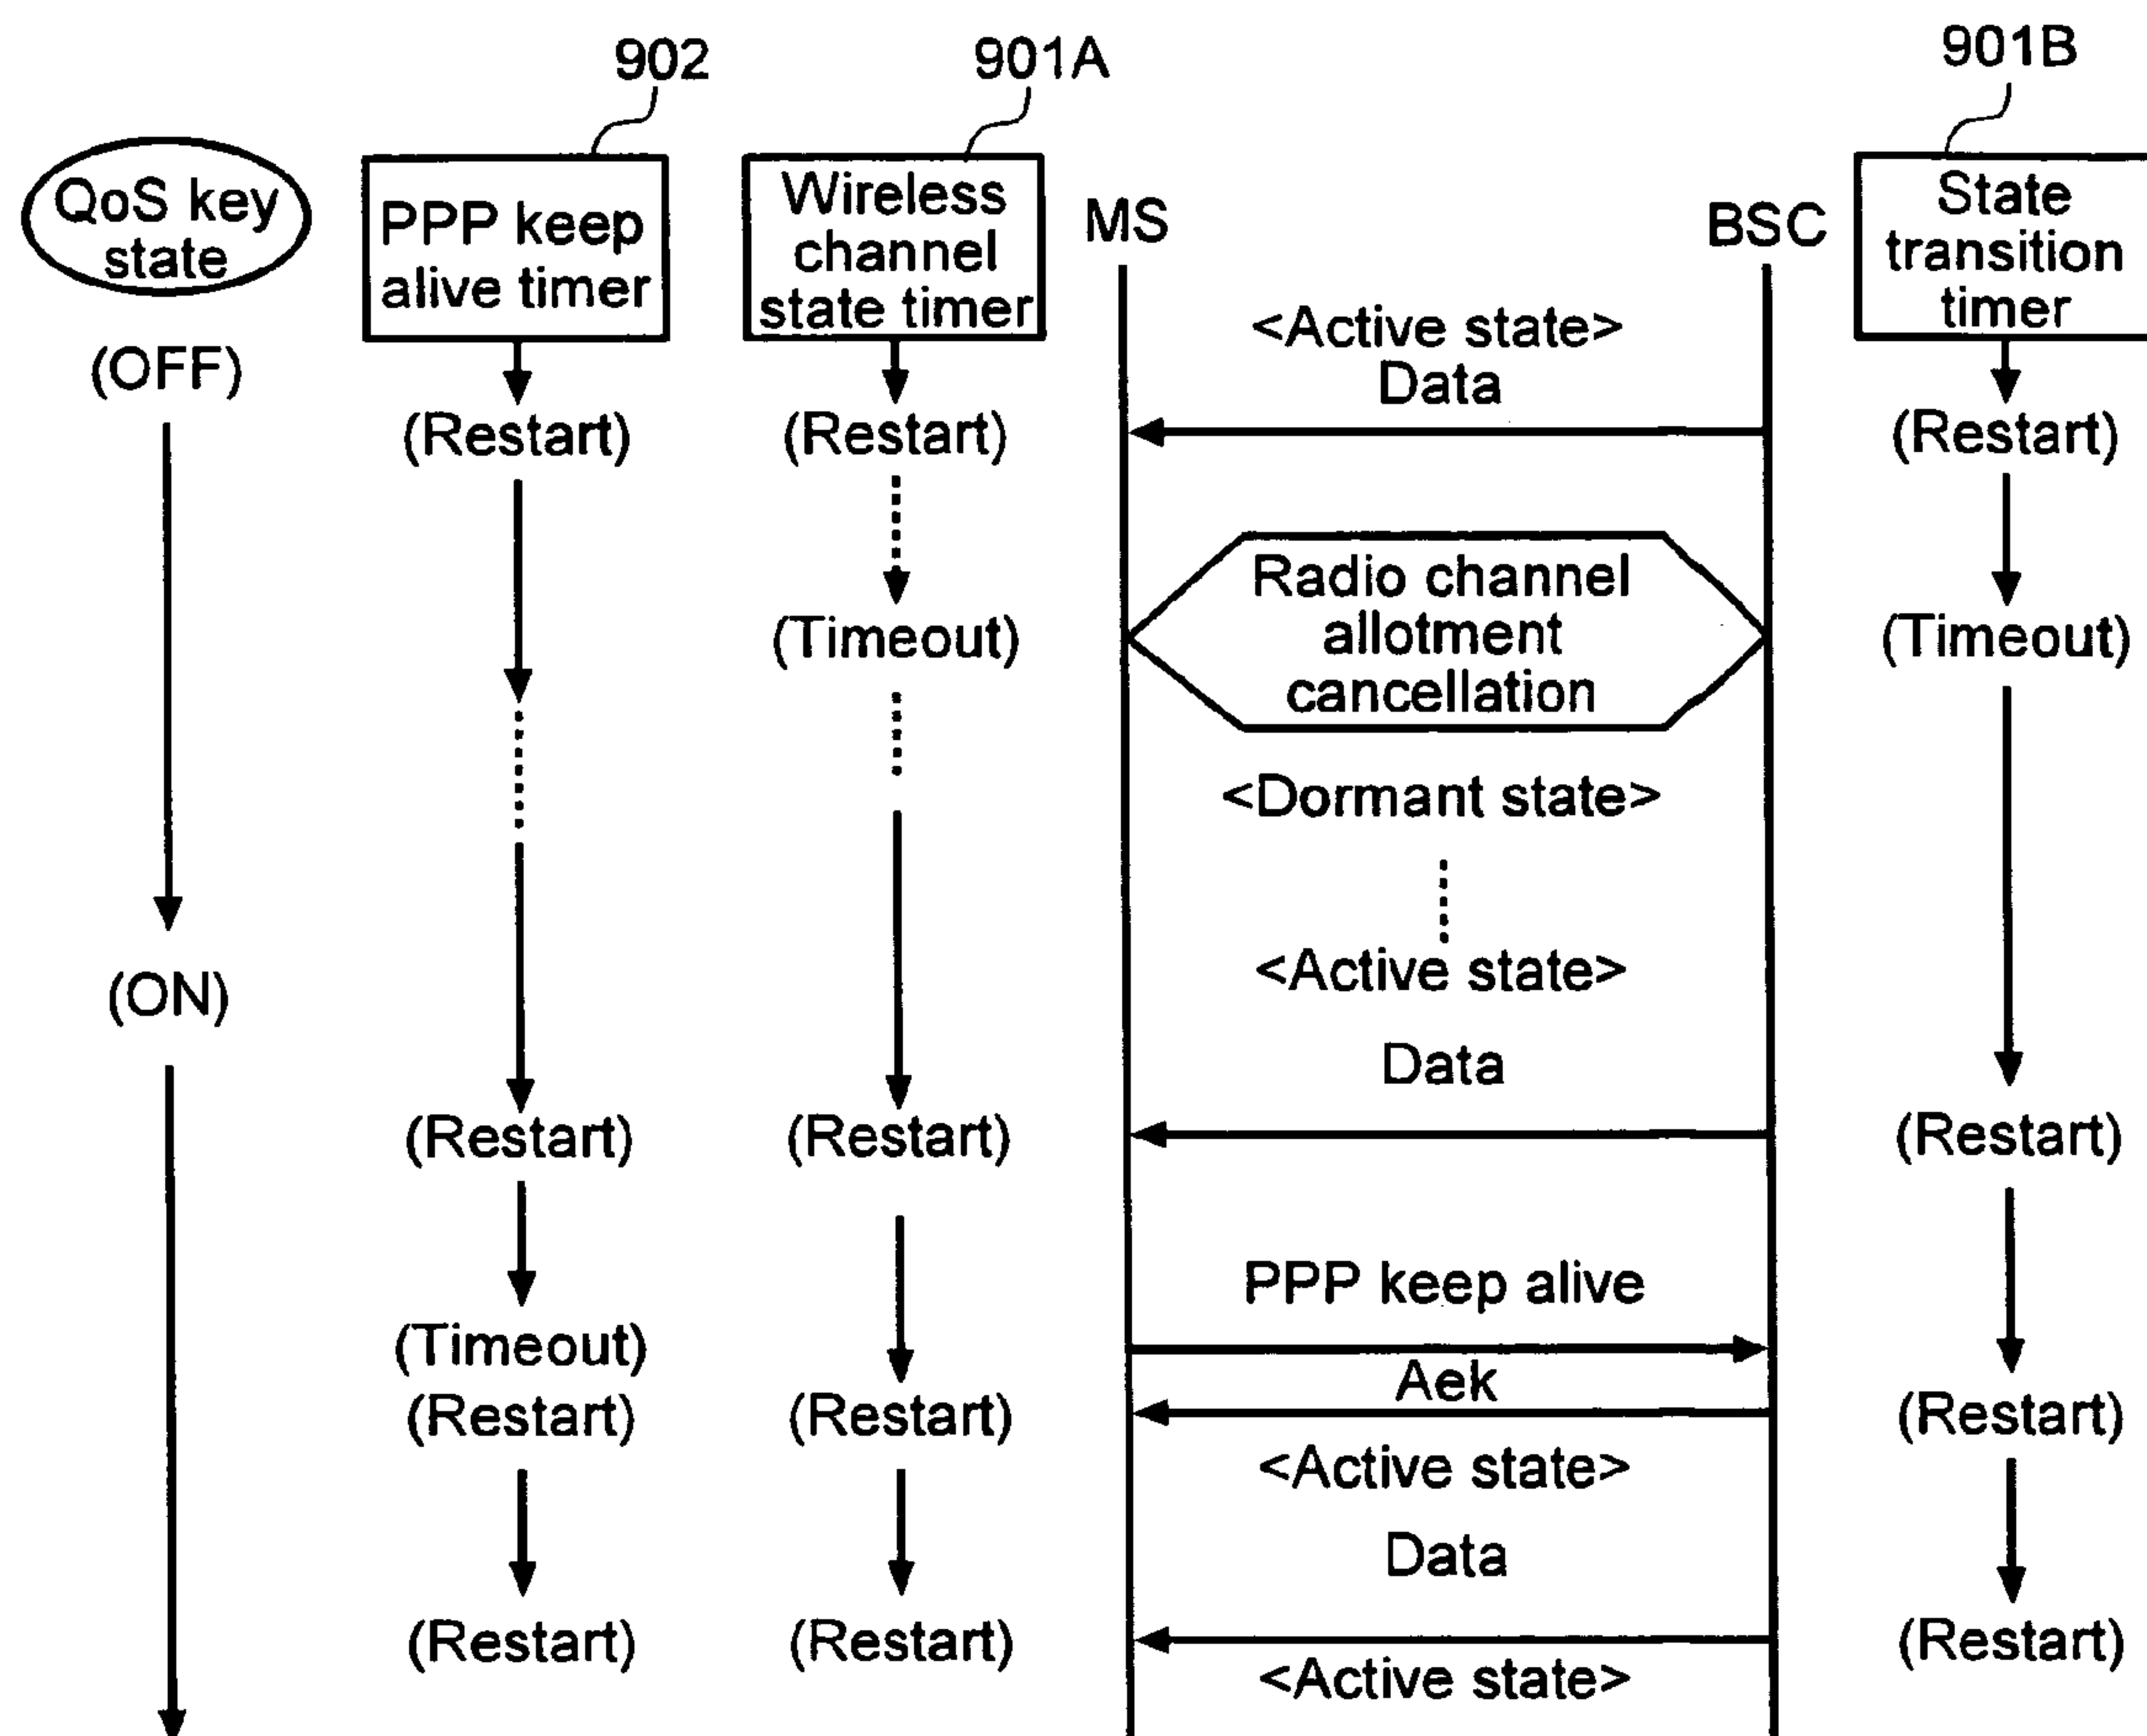 902
901A
901B
QoS key
state
PPP keep
alive timer
Wireless
channel
state timer
MS
BSC
State
transition
timer
(OFF)
<Active state>
Data
(Restart)
(Restart)
(Restart)
Radio channel
allotment
cancellation
(Timeout)
(Timeout)
<Dormant state>
<Active state>
(ON)
Data
(Restart)
(Restart)
(Restart)
PPP keep alive
(Timeout)
Aek
(Restart)
(Restart)
(Restart)
<Active state>
Data
(Restart)
(Restart)
(Restart)
<Active state>